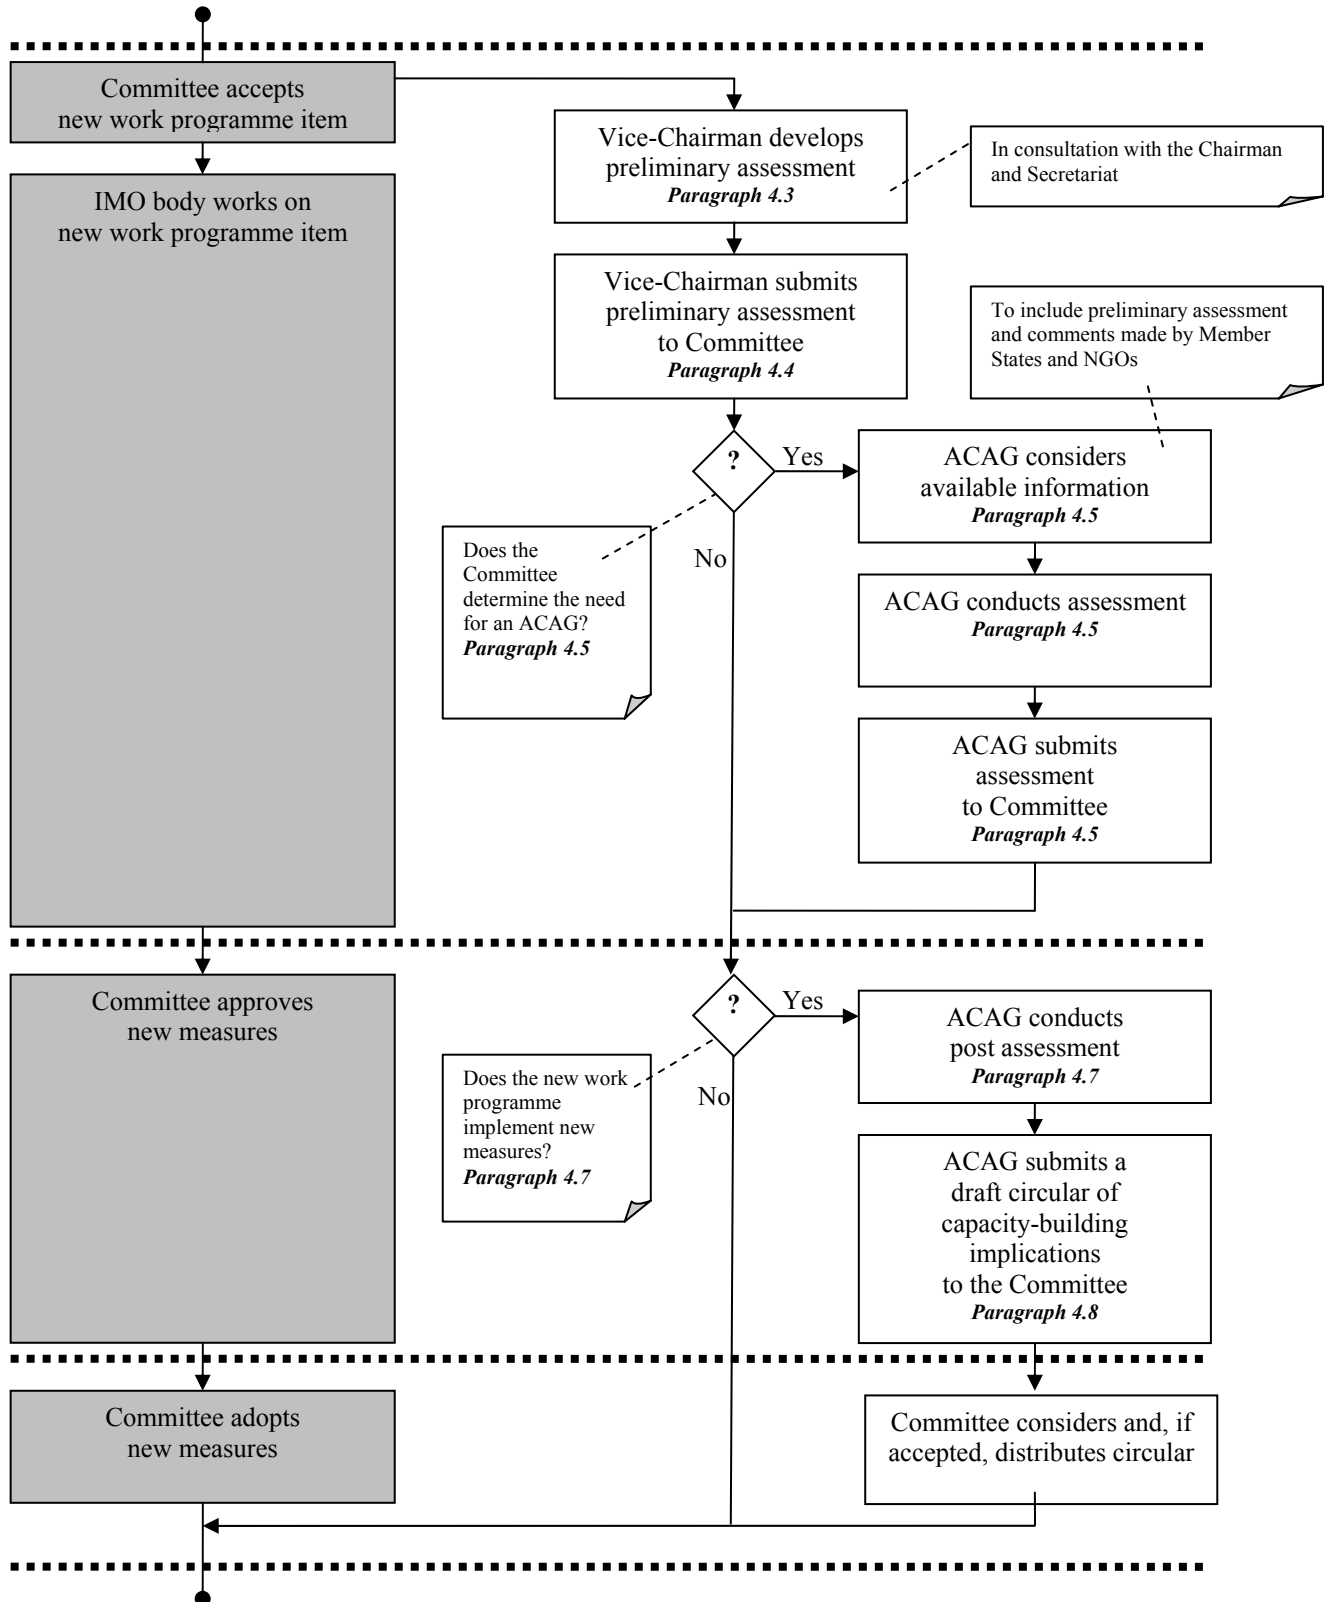 Committee accepts
new work programme item
Vice-Chairman develops
preliminary assessment
Paragraph 4.3
In consultation with the Chairman
and Secretariat
IMO body works on
new work programme item
Vice-Chairman submits
preliminary assessment
to Committee
Paragraph 4.4
To include preliminary assessment
and comments made by Member
States and NGOs
?
Yes
ACAG considers
available information
Paragraph 4.5
Does the
Committee
determine the need
for an ACAG?
Paragraph 4.5
No
ACAG conducts assessment
Paragraph 4.5
ACAG submits
assessment
to Committee
Paragraph 4.5
Committee approves
new measures
?
Yes
ACAG conducts
post assessment
Paragraph 4.7
Does the new work
programme
implement new
measures?
Paragraph 4.7
No
ACAG submits a
draft circular of
capacity-building
implications
to the Committee
Paragraph 4.8
Committee adopts
new measures
Committee considers and, if
accepted, distributes circular